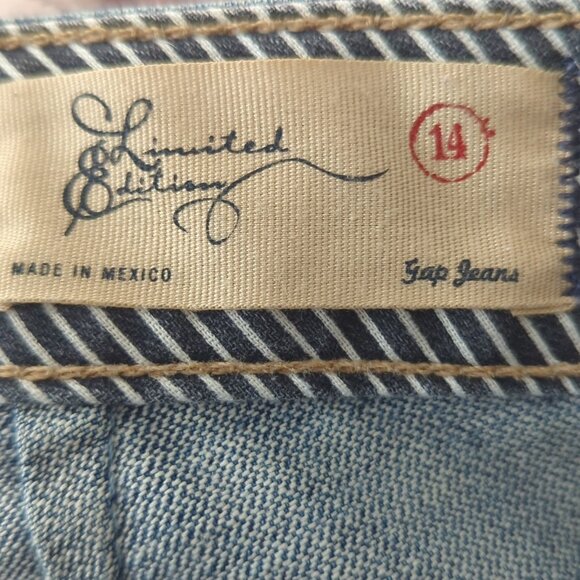 Limited
Edition
14
MADE IN MEXICO
Gap Jeans